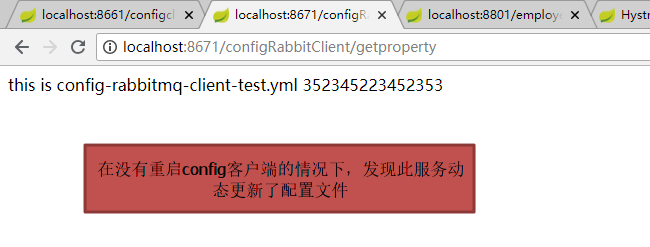 localhost:8661/configcl
localhost:8671/configRa
localhost:8801/employe
Hystr
localhost:8671/configRabbitClient/getproperty
this is config-rabbitmq-client-test.yml 352345223452353
在没有重启config客户端的情况下，发现此服务动
态更新了配置文件